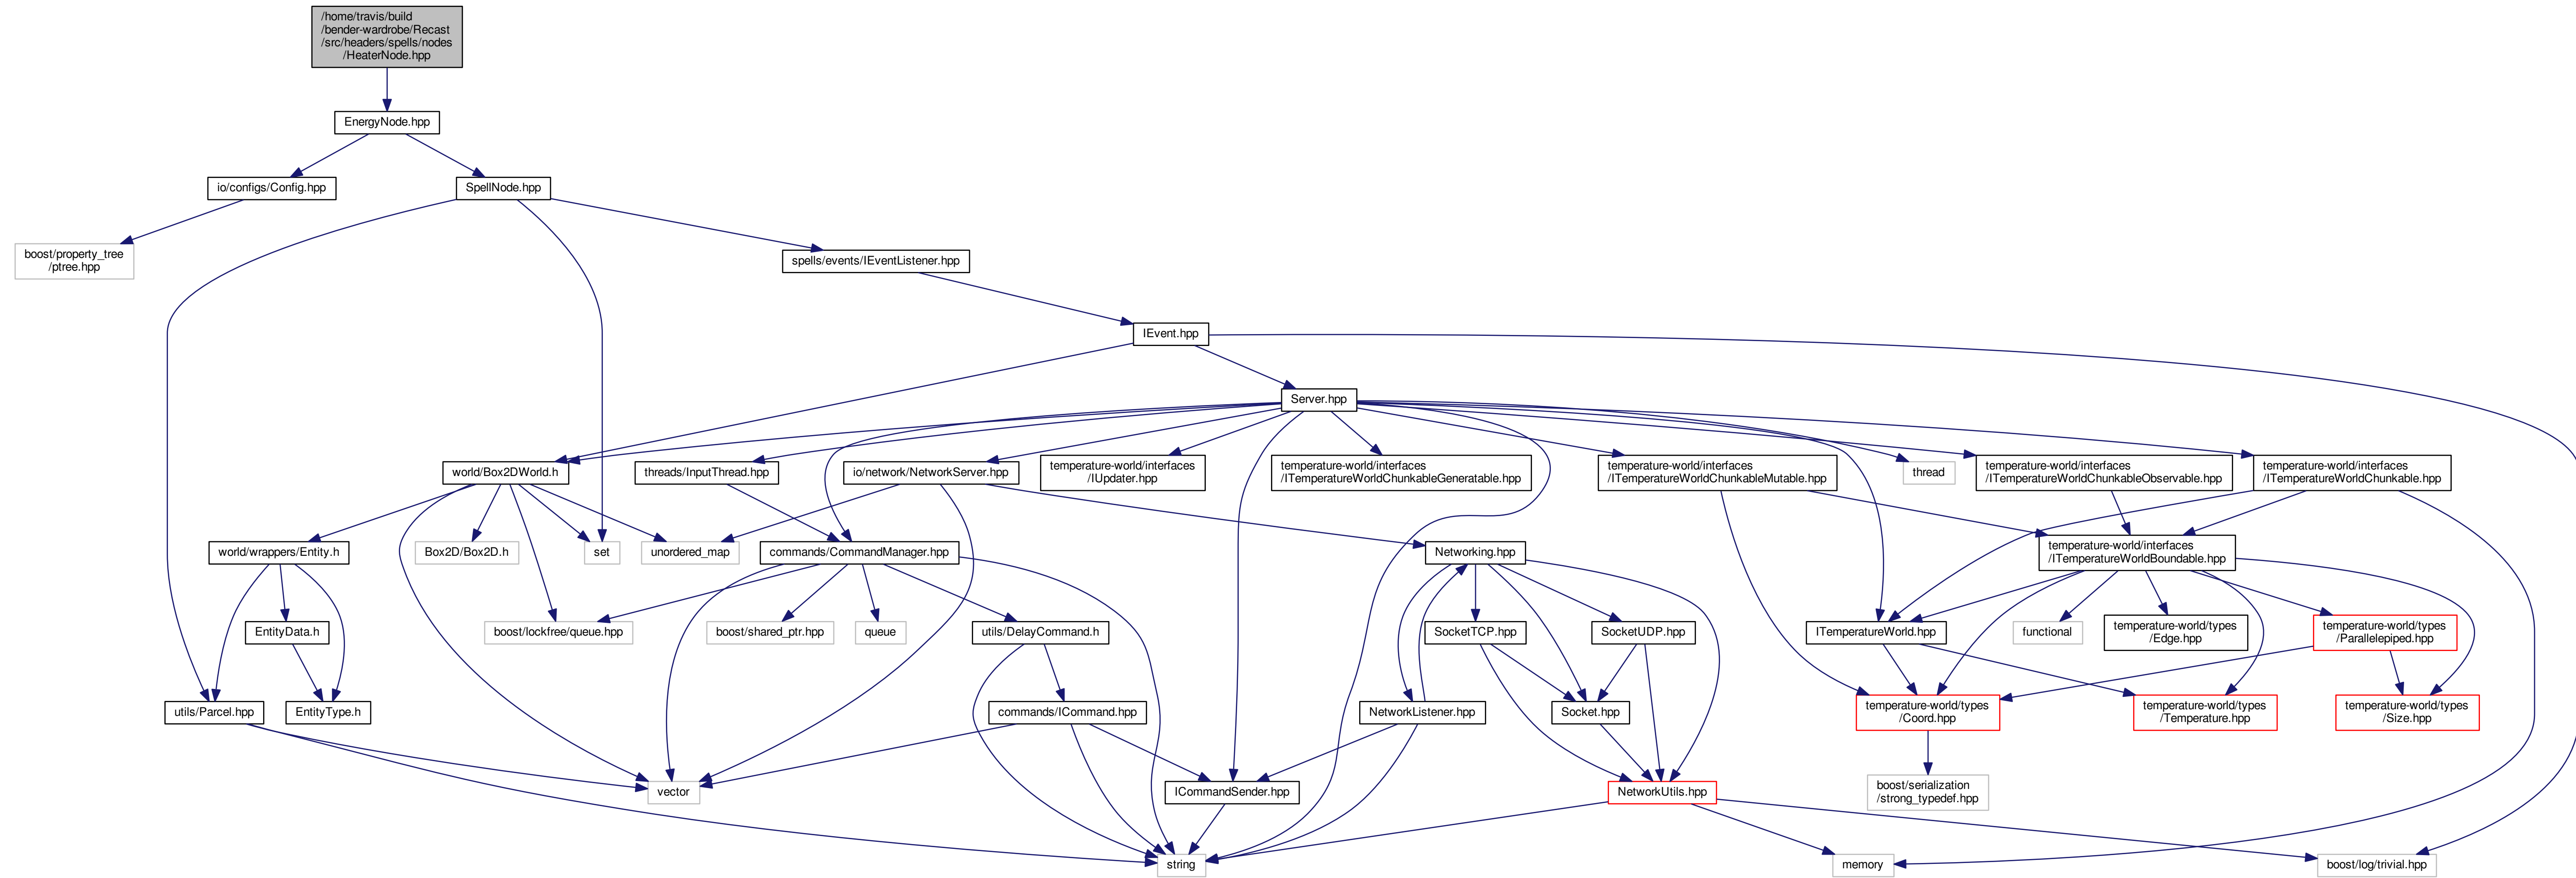 /home/travis/build
/bender-wardrobe/Recast
/src/headers/spells/nodes
/HeaterNode.hpp
EnergyNode.hpp
io/configs/Config.hpp
SpellNode.hpp
boost/property_tree
/ptree.hpp
spells/events/IEventListener.hpp
IEvent.hpp
Server.hpp
world/Box2DWorld.h
threads/InputThread.hpp
io/network/NetworkServer.hpp
temperature-world/interfaces
/IUpdater.hpp
temperature-world/interfaces
/ITemperatureWorldChunkableGeneratable.hpp
temperature-world/interfaces
/ITemperatureWorldChunkableMutable.hpp
thread
temperature-world/interfaces
/ITemperatureWorldChunkableObservable.hpp
temperature-world/interfaces
/ITemperatureWorldChunkable.hpp
world/wrappers/Entity.h
Box2D/Box2D.h
set
unordered_map
commands/CommandManager.hpp
Networking.hpp
temperature-world/interfaces
/ITemperatureWorldBoundable.hpp
EntityData.h
boost/lockfree/queue.hpp
boost/shared_ptr.hpp
queue
utils/DelayCommand.h
SocketTCP.hpp
SocketUDP.hpp
ITemperatureWorld.hpp
functional
temperature-world/types
/Edge.hpp
temperature-world/types
/Parallelepiped.hpp
utils/Parcel.hpp
EntityType.h
commands/ICommand.hpp
NetworkListener.hpp
Socket.hpp
temperature-world/types
/Coord.hpp
temperature-world/types
/Temperature.hpp
temperature-world/types
/Size.hpp
vector
ICommandSender.hpp
NetworkUtils.hpp
boost/serialization
/strong_typedef.hpp
string
memory
boost/log/trivial.hpp